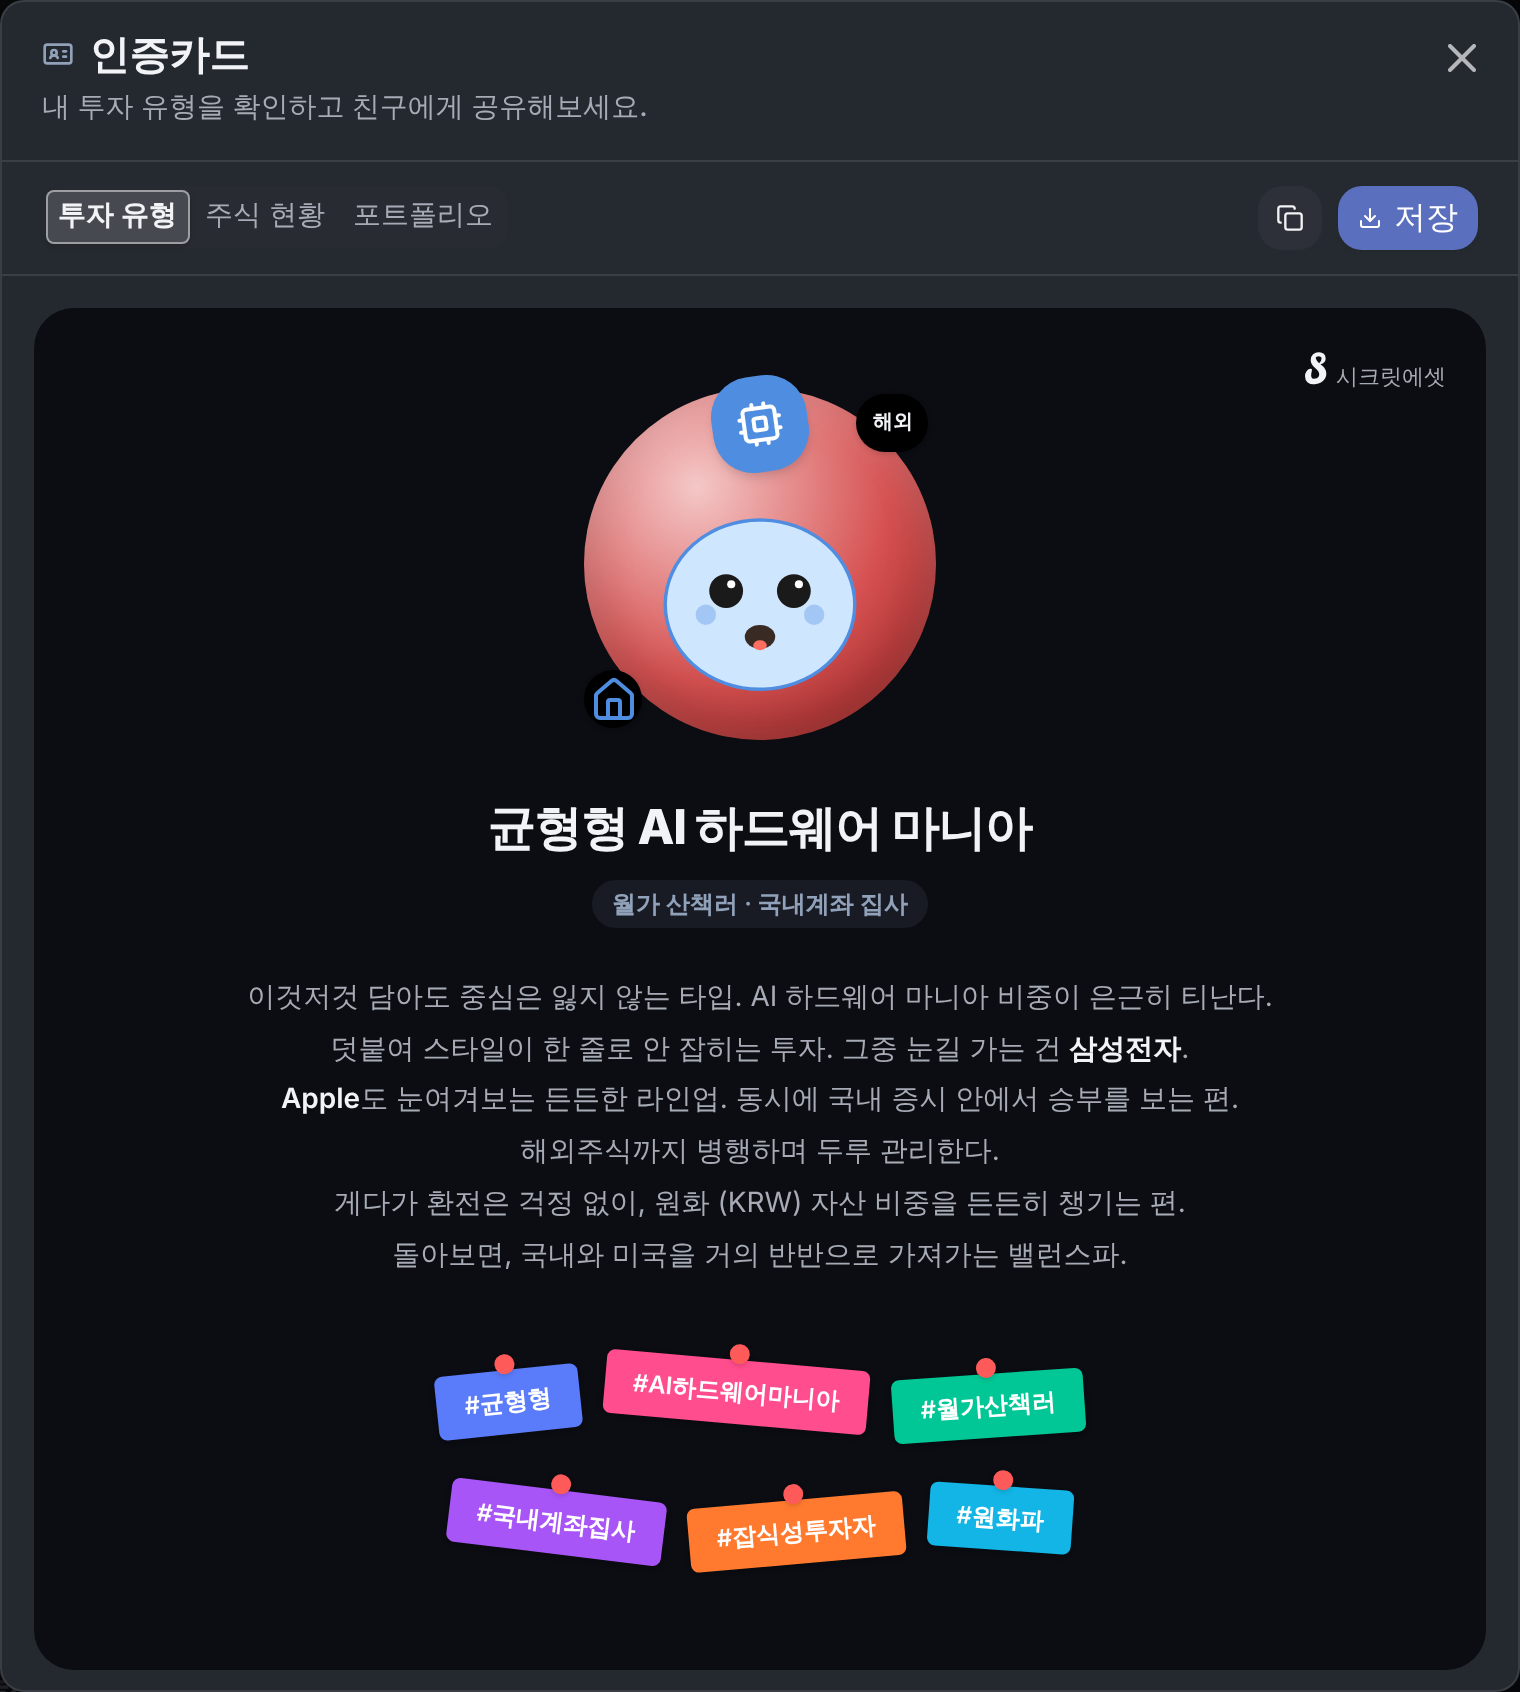 인증카드
내 투자 유형을 확인하고 친구에게 공유해보세요.
투자 유형 주식 현황 포트폴리오 저장
시크릿에셋
해외
균형형 AI 하드웨어 마니아
월가 산책러 · 국내계좌 집사
이것저것 담아도 중심은 잃지 않는 타입. AI 하드웨어 마니아 비중이 은근히 티난다.
덧붙여 스타일이 한 줄로 안 잡히는 투자. 그중 눈길 가는 건 삼성전자.
Apple도 눈여겨보는 든든한 라인업. 동시에 국내 증시 안에서 승부를 보는 편.
해외주식까지 병행하며 두루 관리한다.
게다가 환전은 걱정 없이, 원화 (KRW) 자산 비중을 든든히 챙기는 편.
돌아보면, 국내와 미국을 거의 반반으로 가져가는 밸런스파.
#균형형 #AI하드웨어마니아 #월가산책러
#국내계좌집사 #잡식성투자자 #원화파